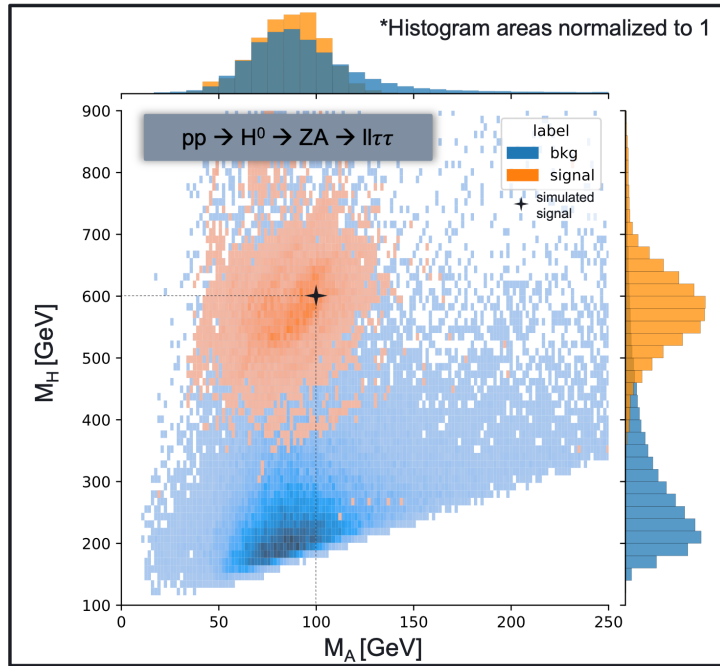 *Histogram areas normalized to 1
pp → H⁰ → ZA → llττ
label
bkg
signal
simulated
signal
900
800
700
600
500
400
300
200
100
M_H [GeV]
0
50
100
150
200
250
M_A [GeV]